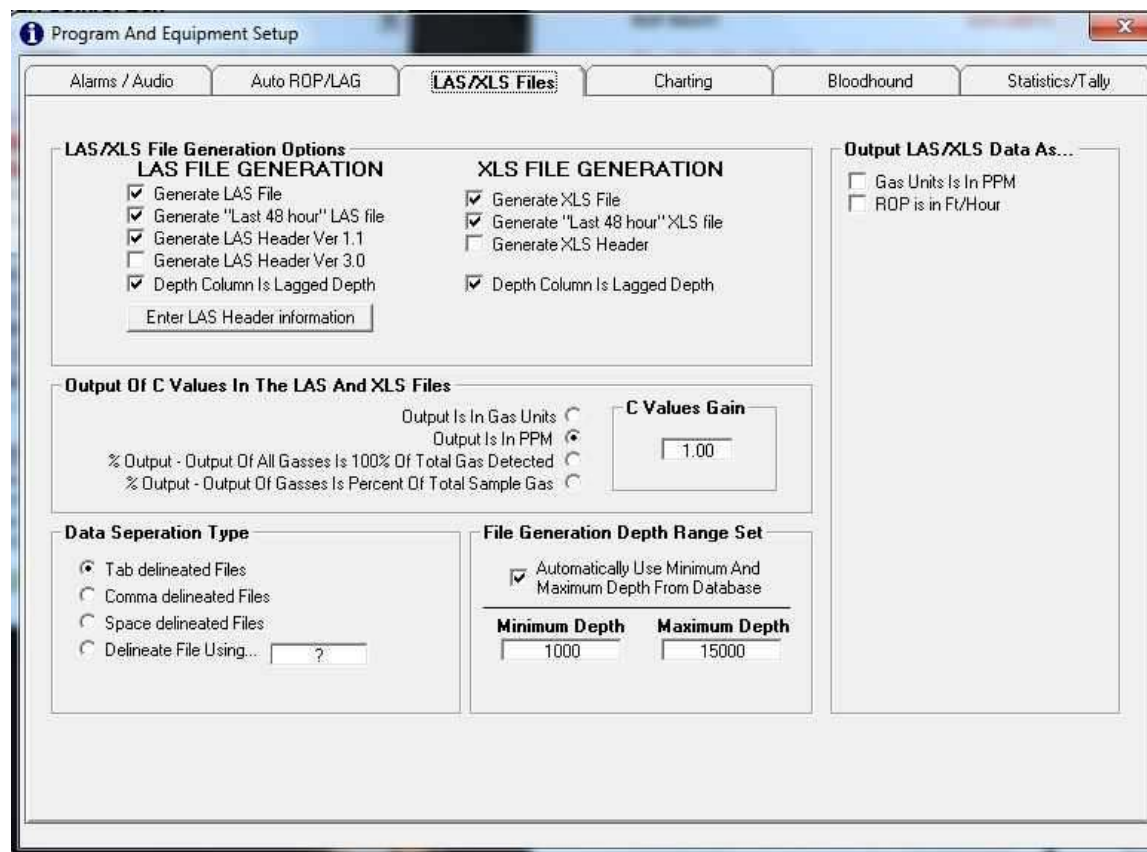 Program And Equipment Setup
Alarms / Audio
Auto ROP/LAG
LAS/XLS Files
Charting
Bloodhound
Statistics/Tally
LAS/XLS File Generation Options
LAS FILE GENERATION
Generate LAS File
Generate "Last 48 hour" LAS file
Generate LAS Header Ver 1.1
Generate LAS Header Ver 3.0
Depth Column Is Lagged Depth
Enter LAS Header information
XLS FILE GENERATION
Generate XLS File
Generate "Last 48 hour" XLS file
Generate XLS Header
Depth Column Is Lagged Depth
Output LAS/XLS Data As...
Gas Units Is In PPM
ROP is in Ft/Hour
Output Of C Values In The LAS And XLS Files
Output Is In Gas Units
Output Is In PPM
% Output - Output Of All Gasses Is 100% Of Total Gas Detected
% Output - Output Of Gasses Is Percent Of Total Sample Gas
C Values Gain
1.00
Data Seperation Type
Tab delineated Files
Comma delineated Files
Space delineated Files
Delineate File Using...
?
File Generation Depth Range Set
Automatically Use Minimum And
Maximum Depth From Database
Minimum Depth
Maximum Depth
1000
15000